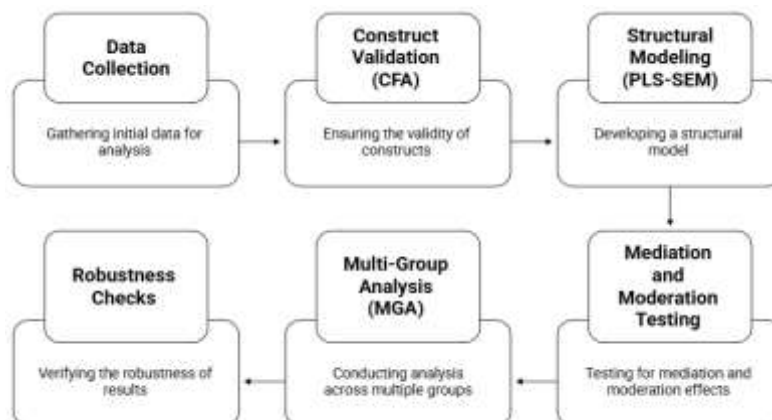 Data
Collection
Gathering initial data for
analysis
Construct
Validation
(CFA)
Ensuring the validity of
constructs
Structural
Modeling
(PLS-SEM)
Developing a structural
model
Mediation
and
Moderation
Testing
Testing for mediation and
moderation effects
Multi-Group
Analysis
(MGA)
Conducting analysis
across multiple groups
Robustness
Checks
Verifying the robustness of
results